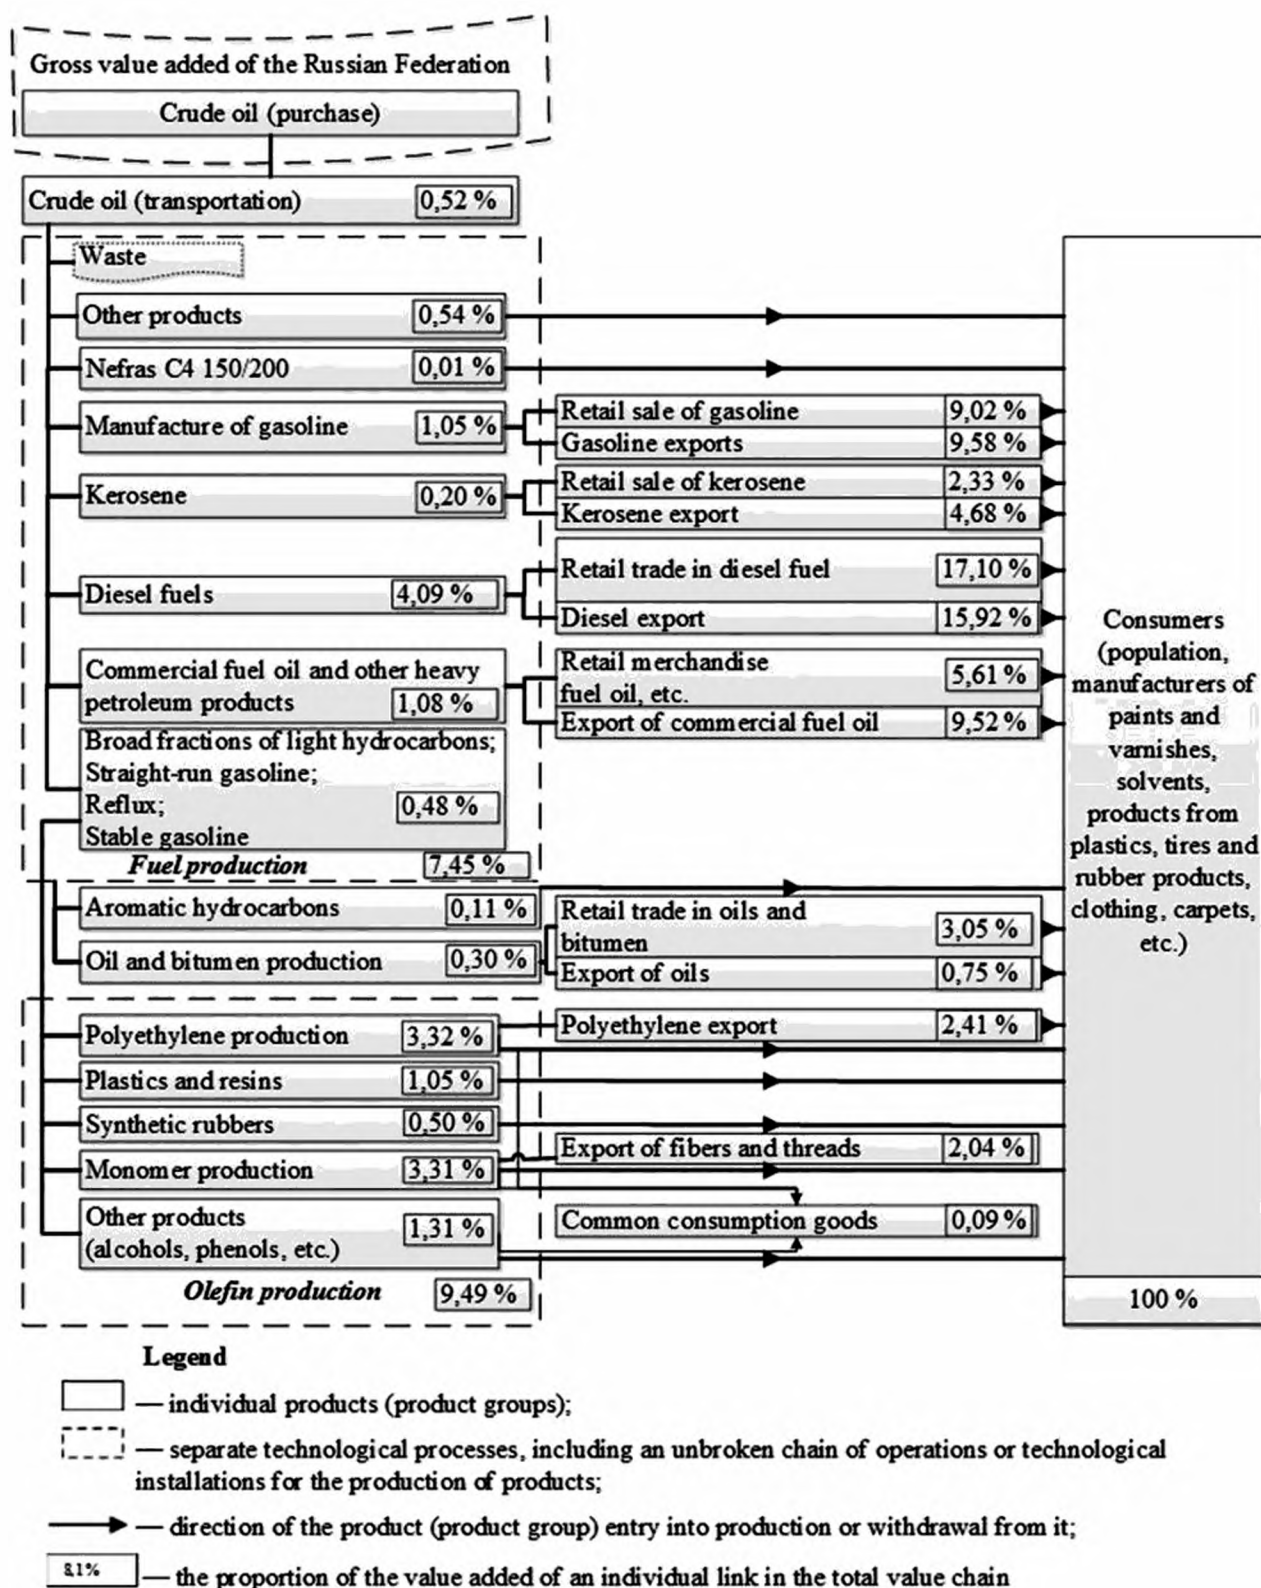 Gross value added of the Russian Federation
Crude oil (purchase)
Crude oil (transportation) 0,52 %
Waste
Other products 0,54 %
Nefras C4 150/200 0,01 %
Manufacture of gasoline 1,05 %
Retail sale of gasoline 9,02 %
Gasoline exports 9,58 %
Kerosene 0,20 %
Retail sale of kerosene 2,33 %
Kerosene export 4,68 %
Diesel fuels 4,09 %
Retail trade in diesel fuel 17,10 %
Diesel export 15,92 %
Commercial fuel oil and other heavy
petroleum products 1,08 %
Retail merchandise
fuel oil, etc. 5,61 %
Export of commercial fuel oil 9,52 %
Broad fractions of light hydrocarbons;
Straight-run gasoline;
Reflux; 0,48 %
Stable gasoline
Fuel production 7,45 %
Aromatic hydrocarbons 0,11 %
Oil and bitumen production 0,30 %
Retail trade in oils and
bitumen 3,05 %
Export of oils 0,75 %
Polyethylene production 3,32 %
Polyethylene export 2,41 %
Plastics and resins 1,05 %
Synthetic rubbers 0,50 %
Monomer production 3,31 %
Export of fibers and threads 2,04 %
Other products
(alcohols, phenols, etc.) 1,31 %
Common consumption goods 0,09 %
Olefin production 9,49 %
Consumers
(population,
manufacturers of
paints and
varnishes,
solvents,
products from
plastics, tires and
rubber products,
clothing, carpets,
etc.)
100 %
Legend
— individual products (product groups);
— separate technological processes, including an unbroken chain of operations or technological
installations for the production of products;
— direction of the product (product group) entry into production or withdrawal from it;
8,1% — the proportion of the value added of an individual link in the total value chain